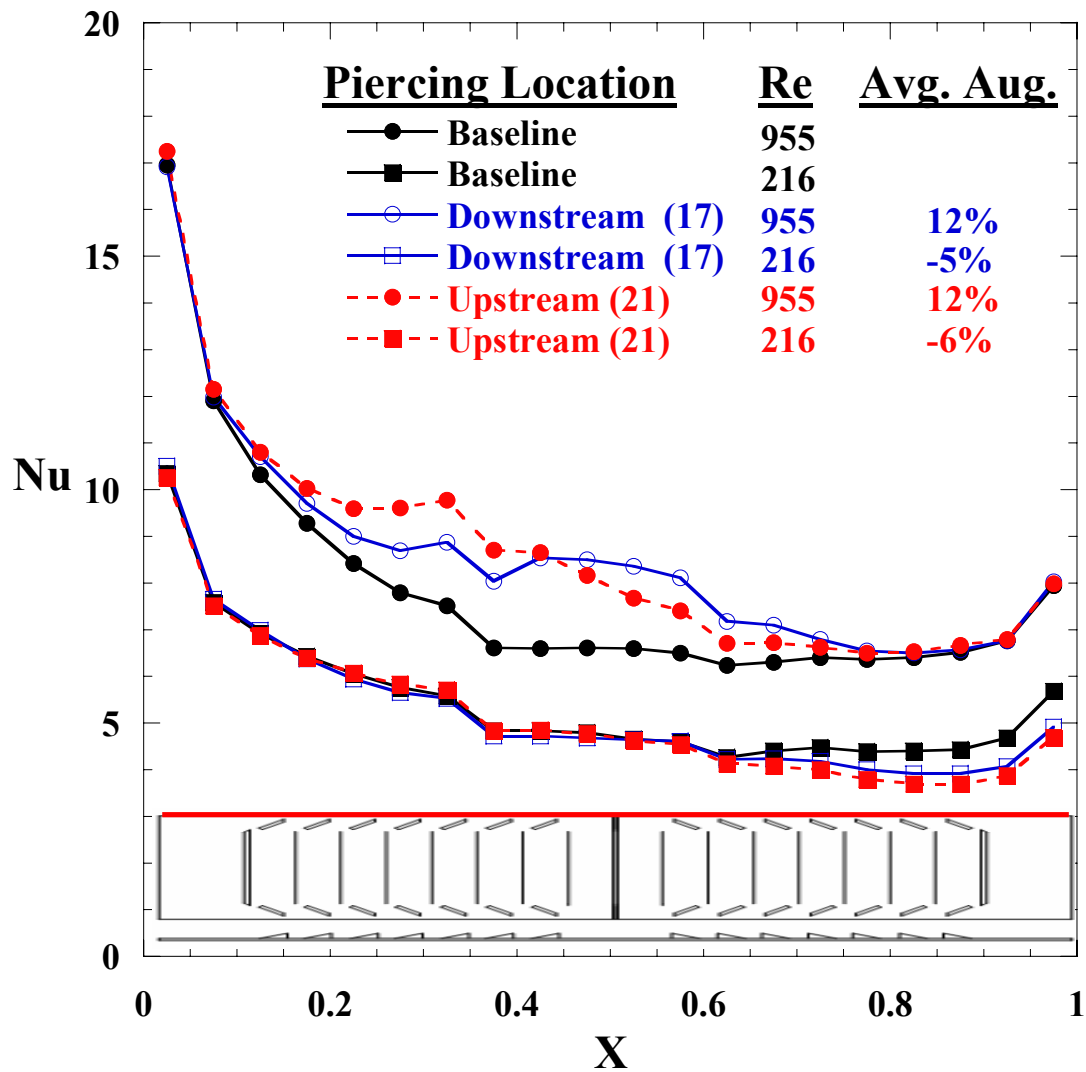 20
15
10
5
0
Nu
Piercing Location Re Avg. Aug.
Baseline 955
Baseline 216
Downstream (17) 955 12%
Downstream (17) 216 -5%
Upstream (21) 955 12%
Upstream (21) 216 -6%
0 0.2 0.4 0.6 0.8 1
X